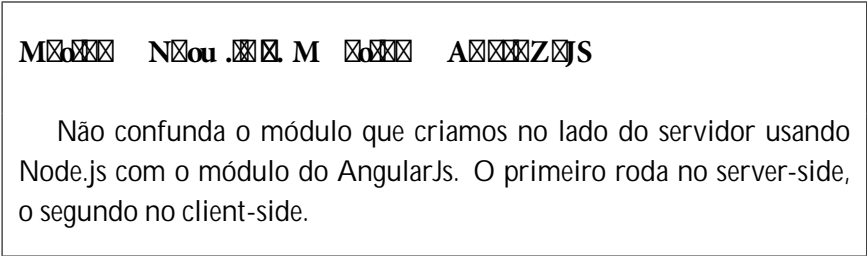 Não confunda o módulo que criamos no lado do servidor usando
Node.js com o módulo do AngularJs. O primeiro roda no server-side,
o segundo no client-side.